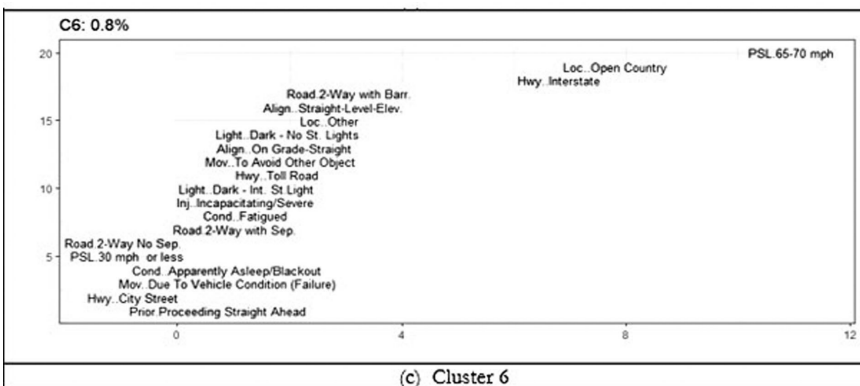 C6: 0.8%
20
PSL.65-70 mph
Loc..Open Country
Hwy..Interstate
Road.2-Way with Barr.
Align..Straight-Level-Elev.
15
Loc..Other
Light..Dark - No St. Lights
Align..On Grade-Straight
Mov..To Avoid Other Object
Hwy..Toll Road
10
Light..Dark - Int. St.Light
Inj..Incapacitating/Severe
Cond..Fatigued
Road.2-Way with Sep.
Road.2-Way No Sep.
5
PSL.30 mph or less
Cond..Apparently Asleep/Blackout
Mov..Due To Vehicle Condition (Failure)
Hwy..City Street
Prior.Proceeding Straight Ahead
0 4 8 12
(c) Cluster 6